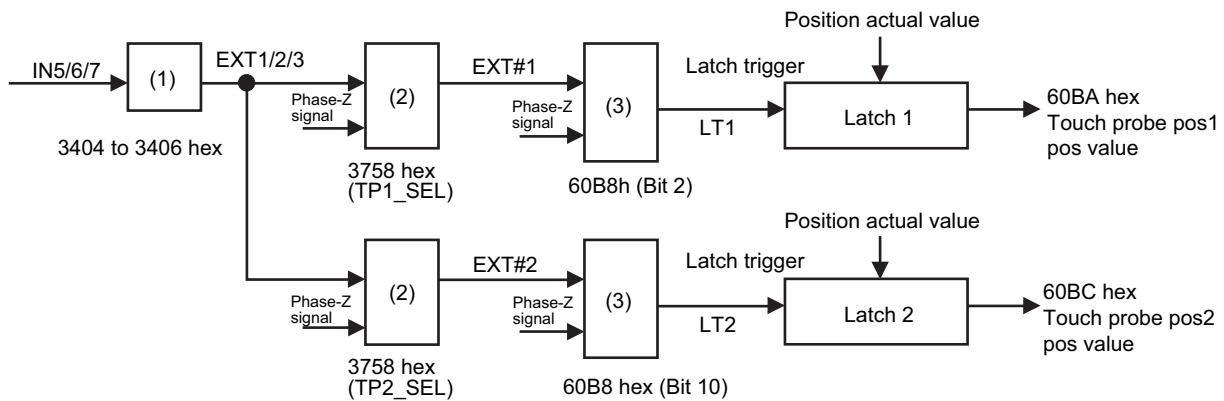 Position actual value
IN5/6/7
(1)
EXT1/2/3
Phase-Z
signal
(2)
EXT#1
Phase-Z
signal
(3)
Latch trigger
LT1
Latch 1
60BA hex
Touch probe pos1
pos value
3404 to 3406 hex
3758 hex
(TP1_SEL)
60B8h (Bit 2)
Position actual value
Phase-Z
signal
(2)
EXT#2
Phase-Z
signal
(3)
Latch trigger
LT2
Latch 2
60BC hex
Touch probe pos2
pos value
3758 hex
(TP2_SEL)
60B8 hex (Bit 10)